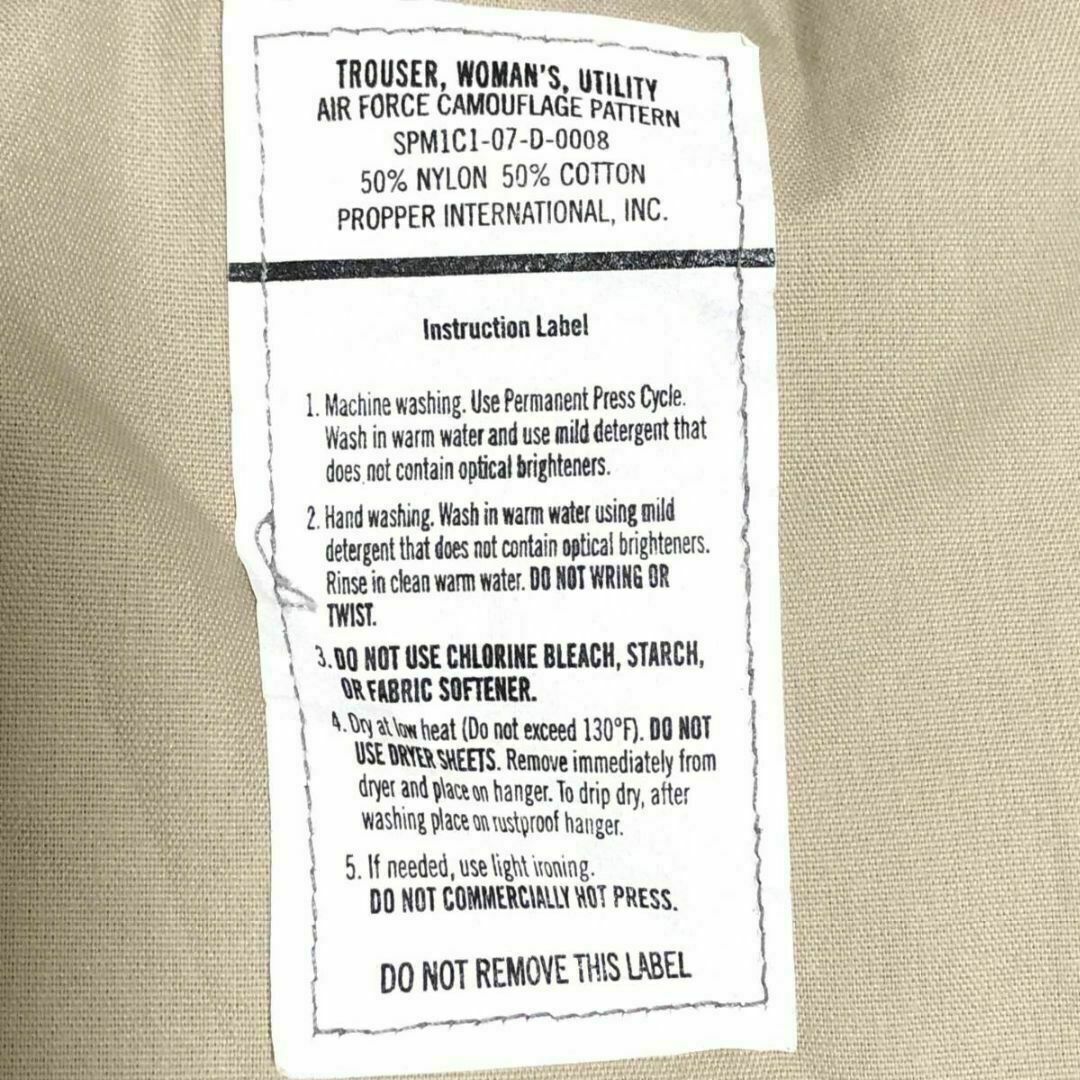 TROUSER, WOMAN'S, UTILITY
AIR FORCE CAMOUFLAGE PATTERN
SPM1C1-07-D-0008
50% NYLON 50% COTTON
PROPPER INTERNATIONAL, INC.
Instruction Label
1. Machine washing. Use Permanent Press Cycle.
Wash in warm water and use mild detergent that
does not contain optical brighteners.
2. Hand washing. Wash in warm water using mild
detergent that does not contain optical brighteners.
Rinse in clean warm water. DO NOT WRING OR
TWIST.
3. DO NOT USE CHLORINE BLEACH, STARCH,
OR FABRIC SOFTENER.
4. Dry at low heat (Do not exceed 130°F). DO NOT
USE DRYER SHEETS. Remove immediately from
dryer and place on hanger. To drip dry, after
washing place on rustproof hanger.
5. If needed, use light ironing.
DO NOT COMMERCIALLY HOT PRESS.
DO NOT REMOVE THIS LABEL